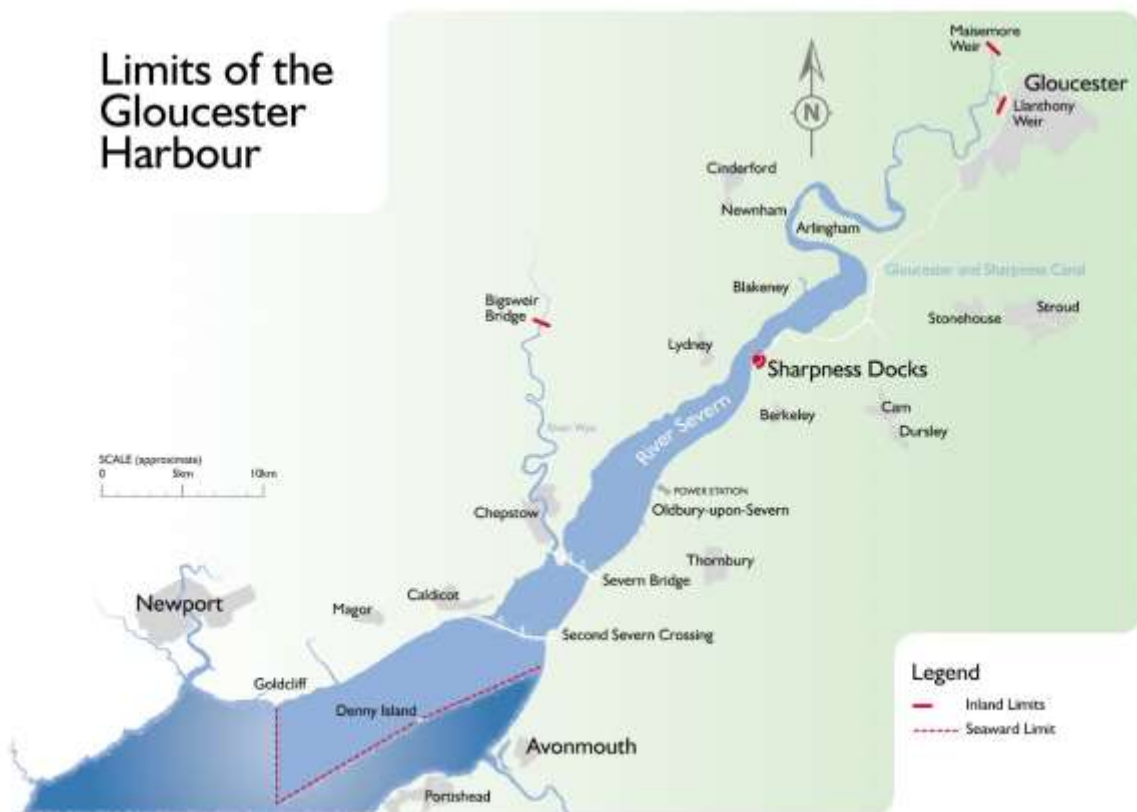 Limits of the
Gloucester
Harbour
Maisemore
Weir
Gloucester
Llanthony
Weir
N
Cinderford
Newnham
Arlingham
Gloucester and Sharpness Canal
Blakeney
Bigsweir
Bridge
Stonehouse
Stroud
Lydney
Sharpness Docks
Berkeley
Cam
Dursley
River Severn
River Wye
SCALE (approximate)
0 5km 10km
POWER STATION
Oldbury-upon-Severn
Chepstow
Thornbury
Severn Bridge
Newport
Magor
Caldicot
Second Severn Crossing
Goldcliff
Denny Island
Avonmouth
Portishead
Legend
Inland Limits
Seaward Limit